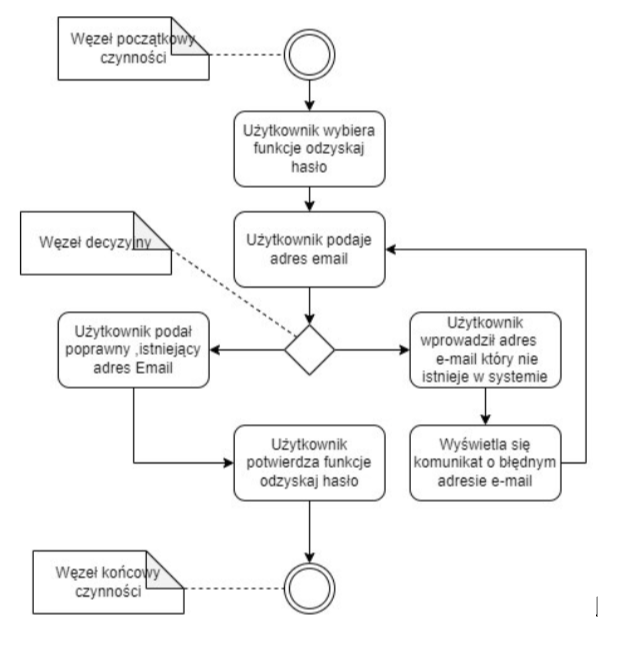 Węzeł początkowy
czynności
Użytkownik wybiera
funkcje odzyskaj
hasło
Węzeł decyzyjny
Użytkownik podaje
adres email
Użytkownik podał
poprawny ,istniejący
adres Email
Użytkownik
wprowadził adres
e-mail który nie
istnieje w systemie
Użytkownik
potwierdza funkcje
odzyskaj hasło
Wyświetla się
komunikat o błędnym
adresie e-mail
Węzeł końcowy
czynności